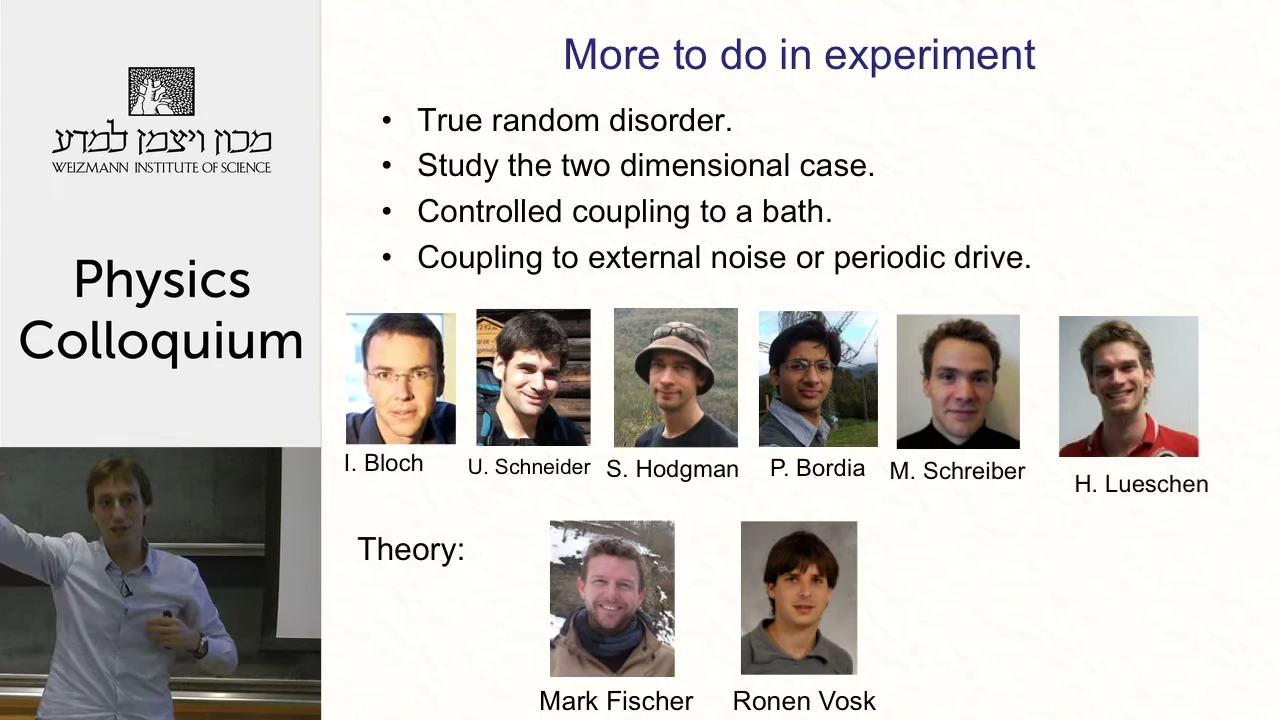 מכון ויצמן למדע
WEIZMANN INSTITUTE OF SCIENCE
Physics
Colloquium
More to do in experiment
• True random disorder.
• Study the two dimensional case.
• Controlled coupling to a bath.
• Coupling to external noise or periodic drive.
I. Bloch
U. Schneider
S. Hodgman
P. Bordia
M. Schreiber
H. Lueschen
Theory:
Mark Fischer
Ronen Vosk